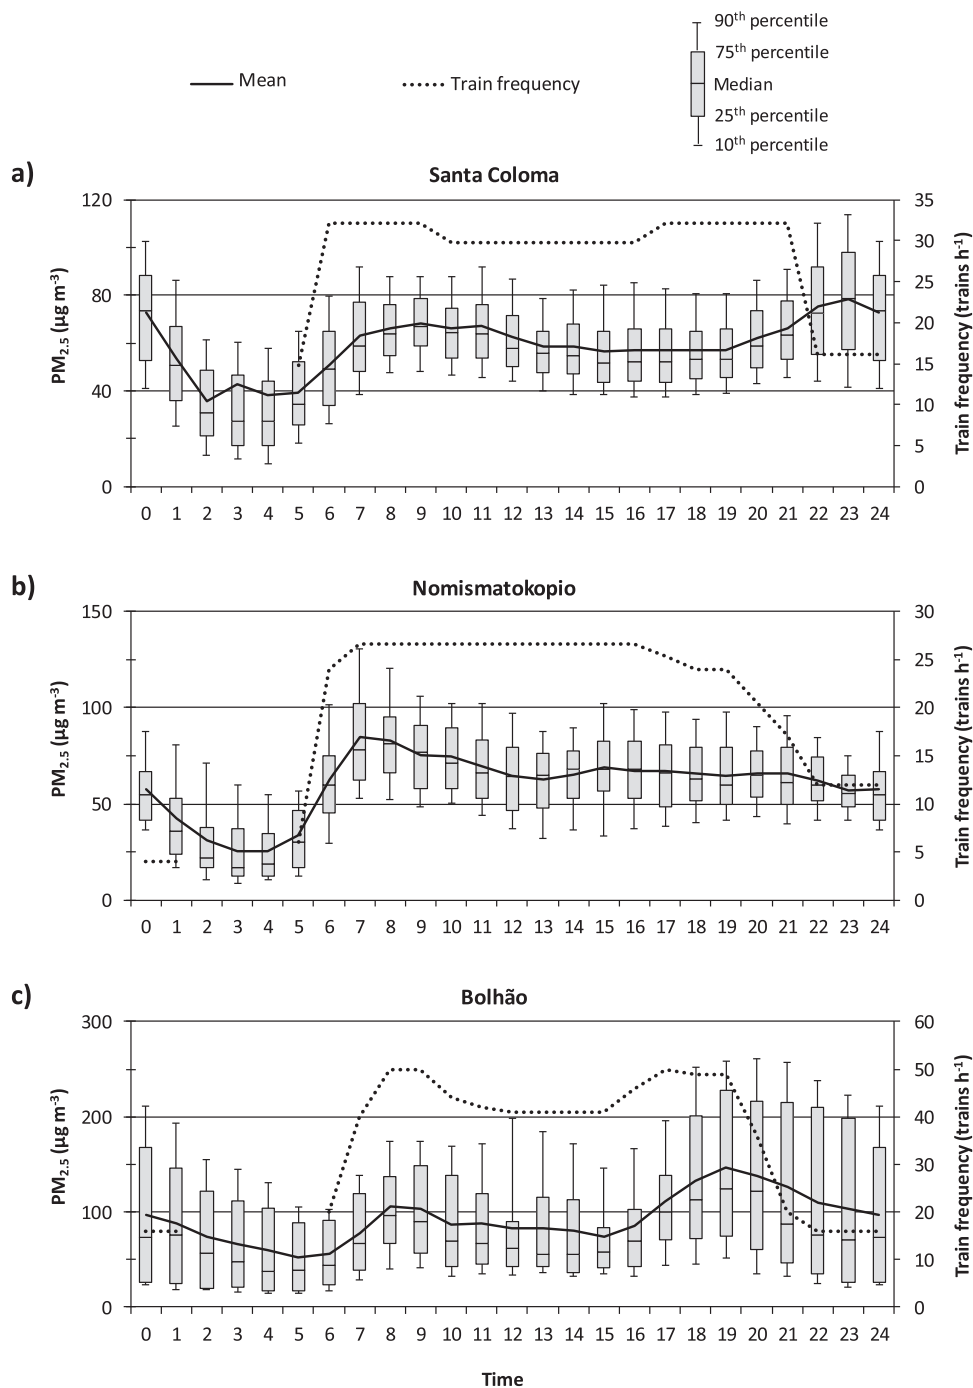 90th percentile
75th percentile
Mean
Train frequency
Median
25th percentile
10th percentile
a)
Santa Coloma
120
80
40
0
PM2.5 (µg m-3)
35
30
25
20
15
10
5
0
Train frequency (trains h-1)
0 1 2 3 4 5 6 7 8 9 10 11 12 13 14 15 16 17 18 19 20 21 22 23 24
b)
Nomismatokopio
150
100
50
0
PM2.5 (µg m-3)
30
25
20
15
10
5
0
Train frequency (trains h-1)
0 1 2 3 4 5 6 7 8 9 10 11 12 13 14 15 16 17 18 19 20 21 22 23 24
c)
Bolhão
300
200
100
0
PM2.5 (µg m-3)
60
50
40
30
20
10
0
Train frequency (trains h-1)
0 1 2 3 4 5 6 7 8 9 10 11 12 13 14 15 16 17 18 19 20 21 22 23 24
Time